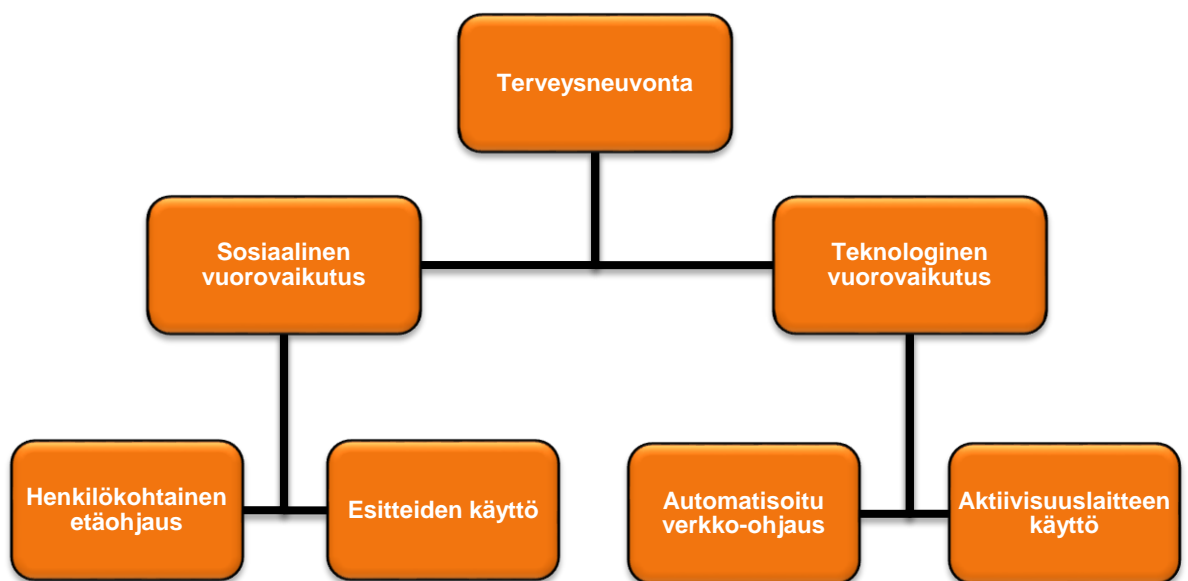 Terveysneuvonta
Sosiaalinen
vuorovaikutus
Teknologinen
vuorovaikutus
Henkilökohtainen
etäohjaus
Esitteiden käyttö
Automatisoitu
verkko-ohjaus
Aktiivisuuslaitteen
käyttö